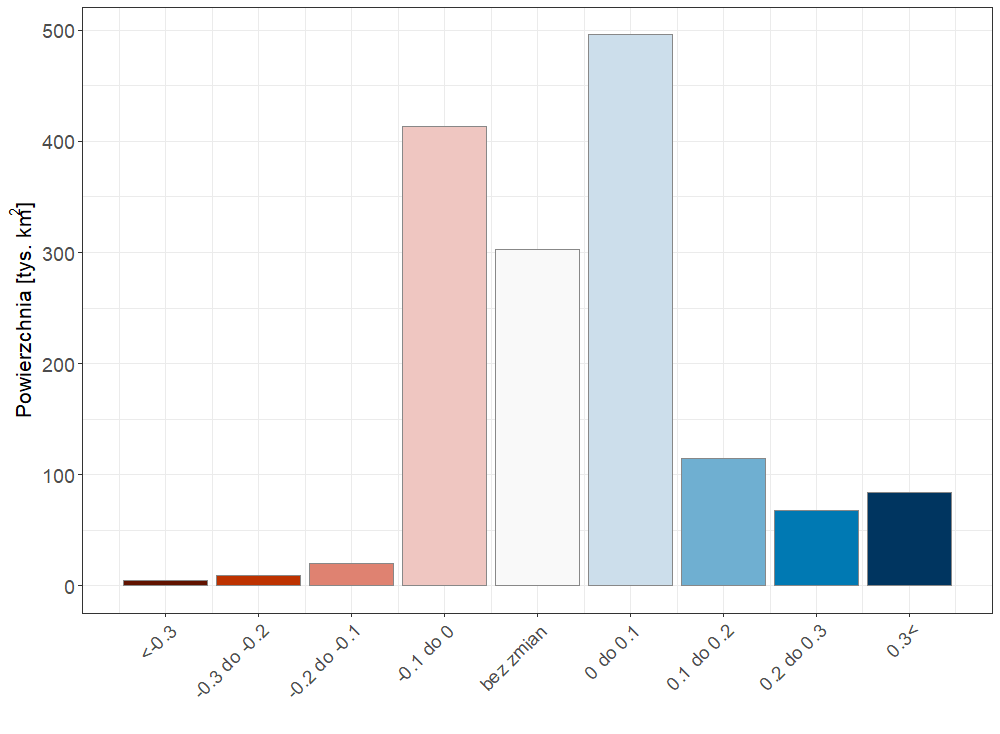 Powierzchnia [tys. km²]
500
400
300
200
100
0
<-0.3
-0.3 do -0.2
-0.2 do -0.1
-0.1 do 0
bez zmian
0 do 0.1
0.1 do 0.2
0.2 do 0.3
0.3<